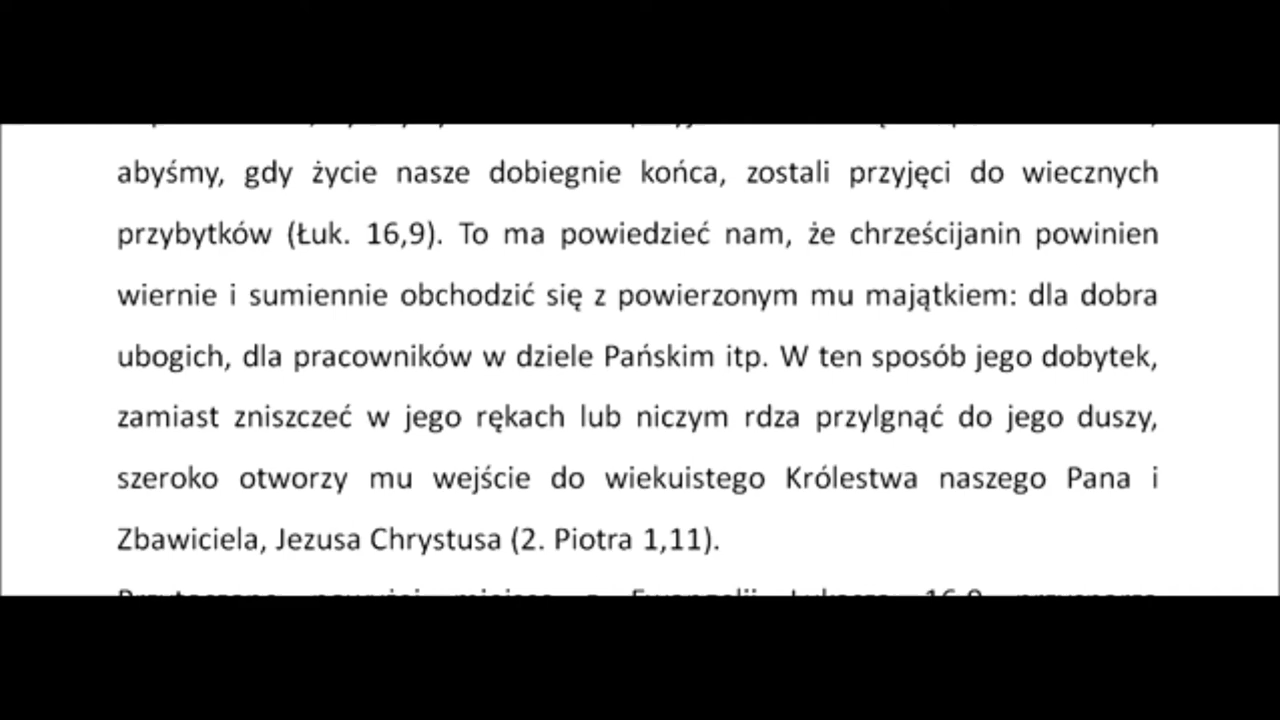 abyśmy, gdy życie nasze dobiegnie końca, zostali przyjęci do wiecznych
przybytków (Łuk. 16,9). To ma powiedzieć nam, że chrześcijanin powinien
wiernie i sumiennie obchodzić się z powierzonym mu majątkiem: dla dobra
ubogich, dla pracowników w dziele Pańskim itp. W ten sposób jego dobytek,
zamiast zniszczeć w jego rękach lub niczym rdza przylgnąć do jego duszy,
szeroko otworzy mu wejście do wiekuistego Królestwa naszego Pana i
Zbawiciela, Jezusa Chrystusa (2. Piotra 1,11).